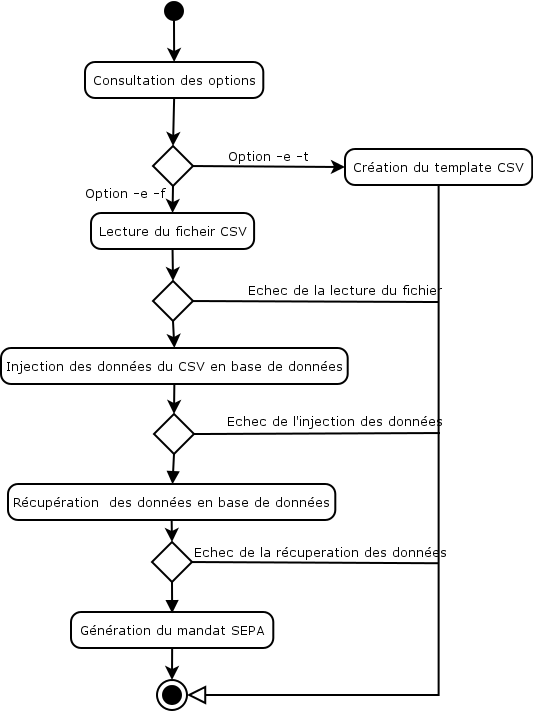 Consultation des options
Option -e -t
Création du template CSV
Option -e -f
Lecture du ficheir CSV
Echec de la lecture du fichier
Injection des données du CSV en base de données
Echec de l'injection des données
Récupération  des données en base de données
Echec de la récuperation des données
Génération du mandat SEPA